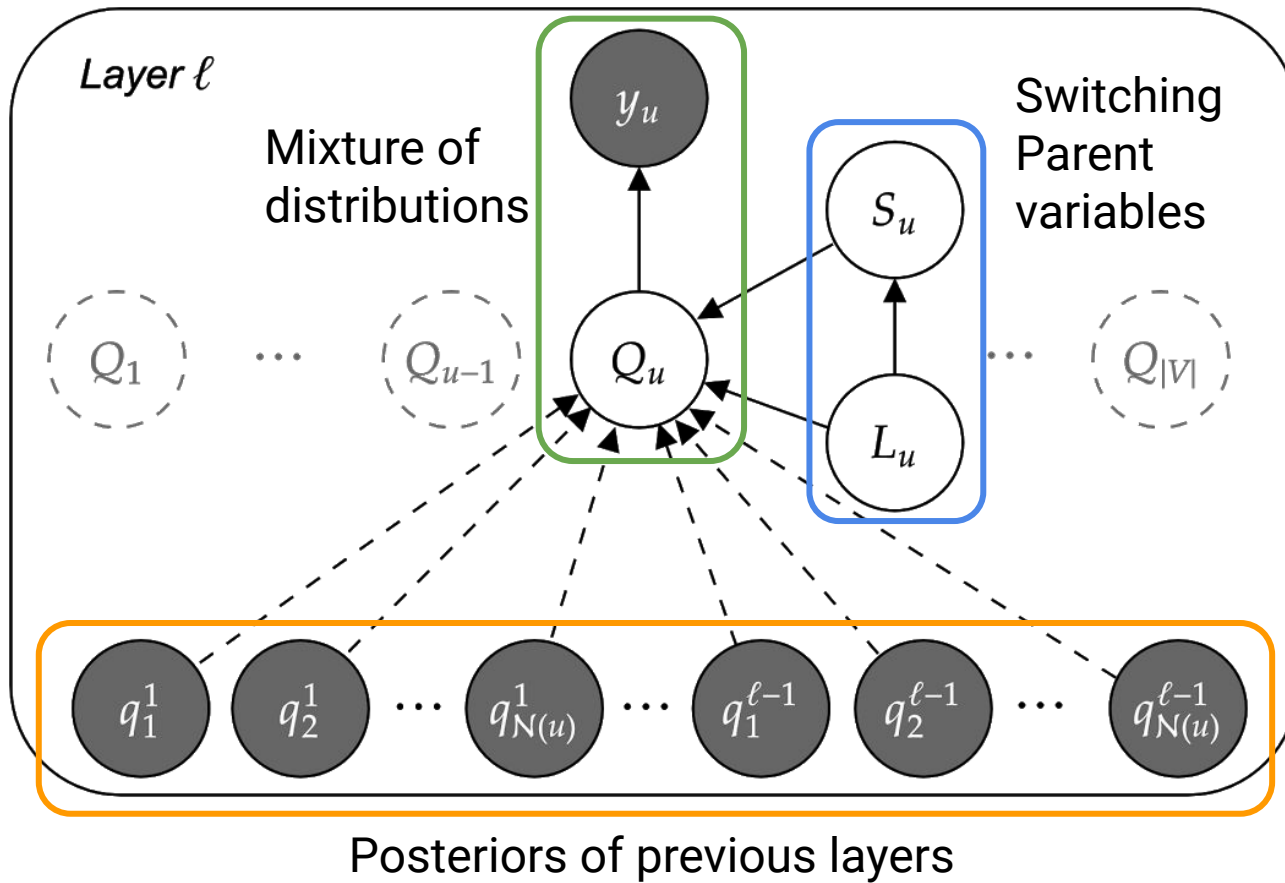 Layer ℓ
y_u
Mixture of
distributions
Switching
Parent
variables
S_u
Q_1 ... Q_{u−1} Q_u ... Q_{|V|}
L_u
q_1^1 q_2^1 ... q_{N(u)}^1 ... q_1^{ℓ−1} q_2^{ℓ−1} ... q_{N(u)}^{ℓ−1}
Posteriors of previous layers